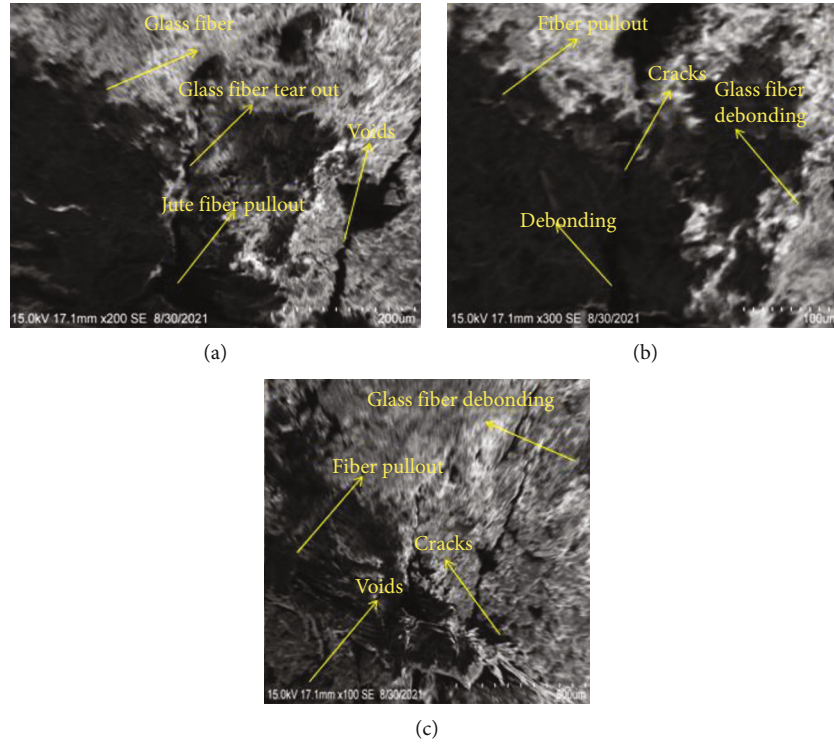 Glass fiber
Glass fiber tear out
Voids
Jute fiber pullout
15.0kV 17.1mm x200 SE 8/30/2021
200um
(a)
Fiber pullout
Cracks
Glass fiber
debonding
Debonding
15.0kV 17.1mm x300 SE 8/30/2021
100um
(b)
Glass fiber debonding
Fiber pullout
Cracks
Voids
15.0kV 17.1mm x100 SE 8/30/2021
500um
(c)